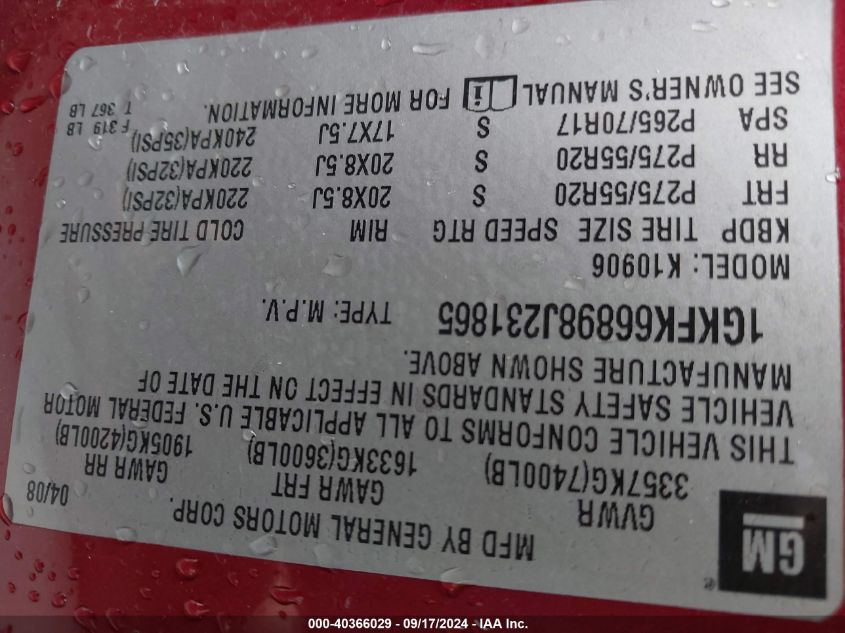 GM ®
MFD BY GENERAL MOTORS CORP.
04/08
GVWR GAWR FRT GAWR RR
3357KG(7400LB) 1633KG(3600LB) 1905KG(4200LB)
THIS VEHICLE CONFORMS TO ALL APPLICABLE U.S. FEDERAL MOTOR
VEHICLE SAFETY STANDARDS IN EFFECT ON THE DATE OF
MANUFACTURE SHOWN ABOVE.
1GKFK66898J231865 TYPE: M.P.V.
MODEL: K10906
KBDP TIRE SIZE SPEED RTG RIM COLD TIRE PRESSURE
FRT P275/55R20 S 20X8.5J 220KPA(32PSI)
RR P275/55R20 S 20X8.5J 220KPA(32PSI)
SPA P265/70R17 S 17X7.5J 240KPA(35PSI)
SEE OWNER'S MANUAL i FOR MORE INFORMATION.
F 319 LB
T 367 LB
000-40366029 - 09/17/2024 - IAA Inc.